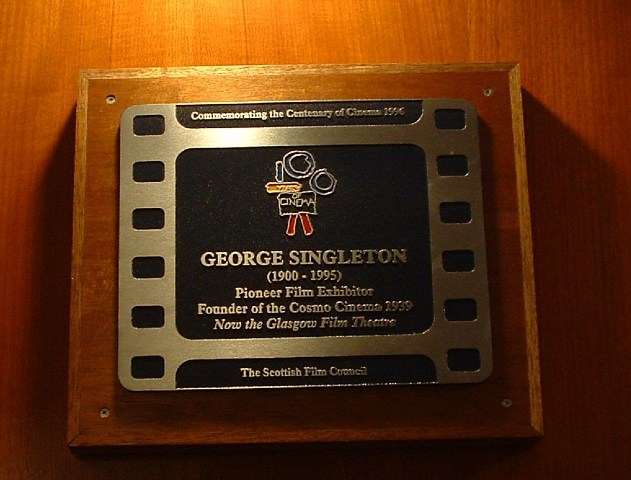 Commemorating the Centenary of Cinema 1996
CINEMA
GEORGE SINGLETON
(1900 - 1995)
Pioneer Film Exhibitor
Founder of the Cosmo Cinema 1939
Now the Glasgow Film Theatre
The Scottish Film Council